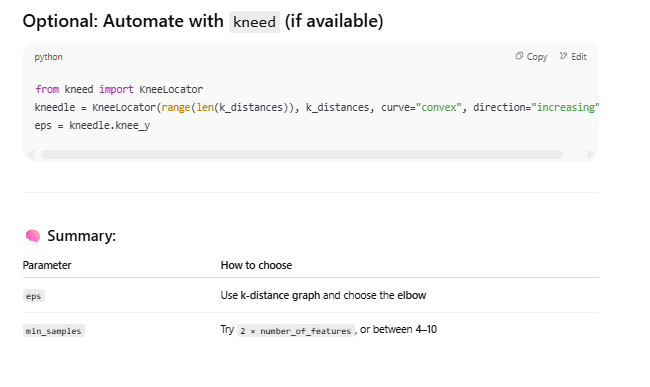 Optional: Automate with kneed (if available)
python
Copy Edit
from kneed import KneeLocator
kneedle = KneeLocator(range(len(k_distances)), k_distances, curve="convex", direction="increasing"
eps = kneedle.knee_y
🧠 Summary:
Parameter How to choose
eps Use k-distance graph and choose the elbow
min_samples Try 2 × number_of_features, or between 4–10